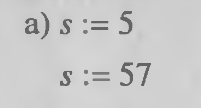 a) s := 5
s := 57